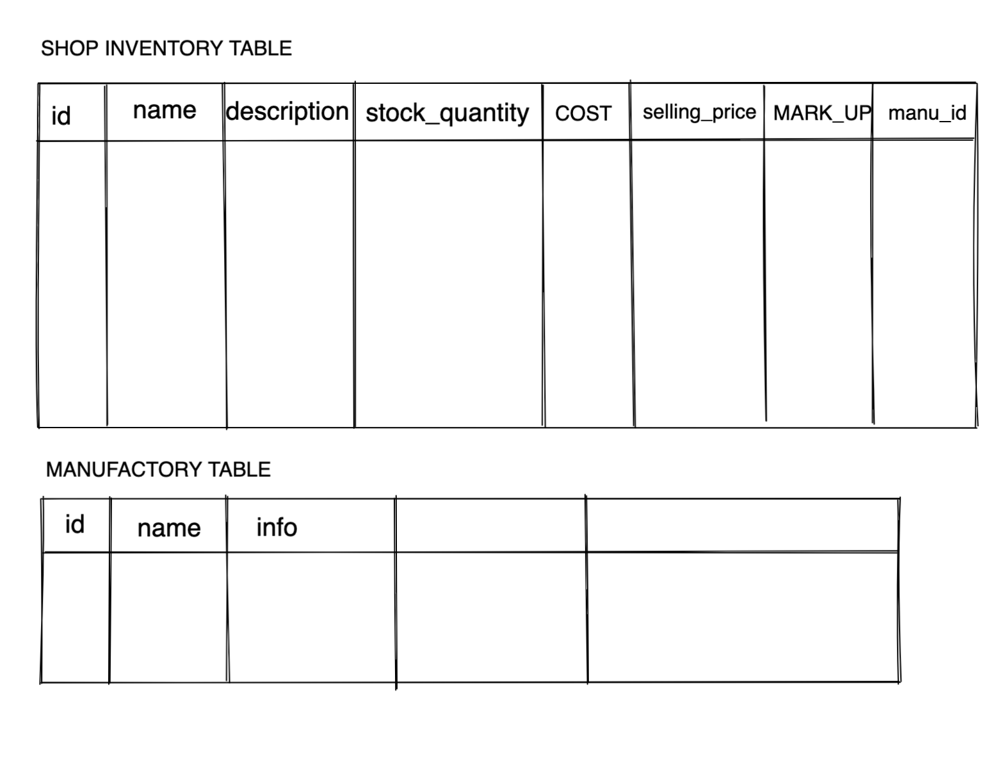 SHOP INVENTORY TABLE
id name description stock_quantity COST selling_price MARK_UP manu_id
MANUFACTORY TABLE
id name info